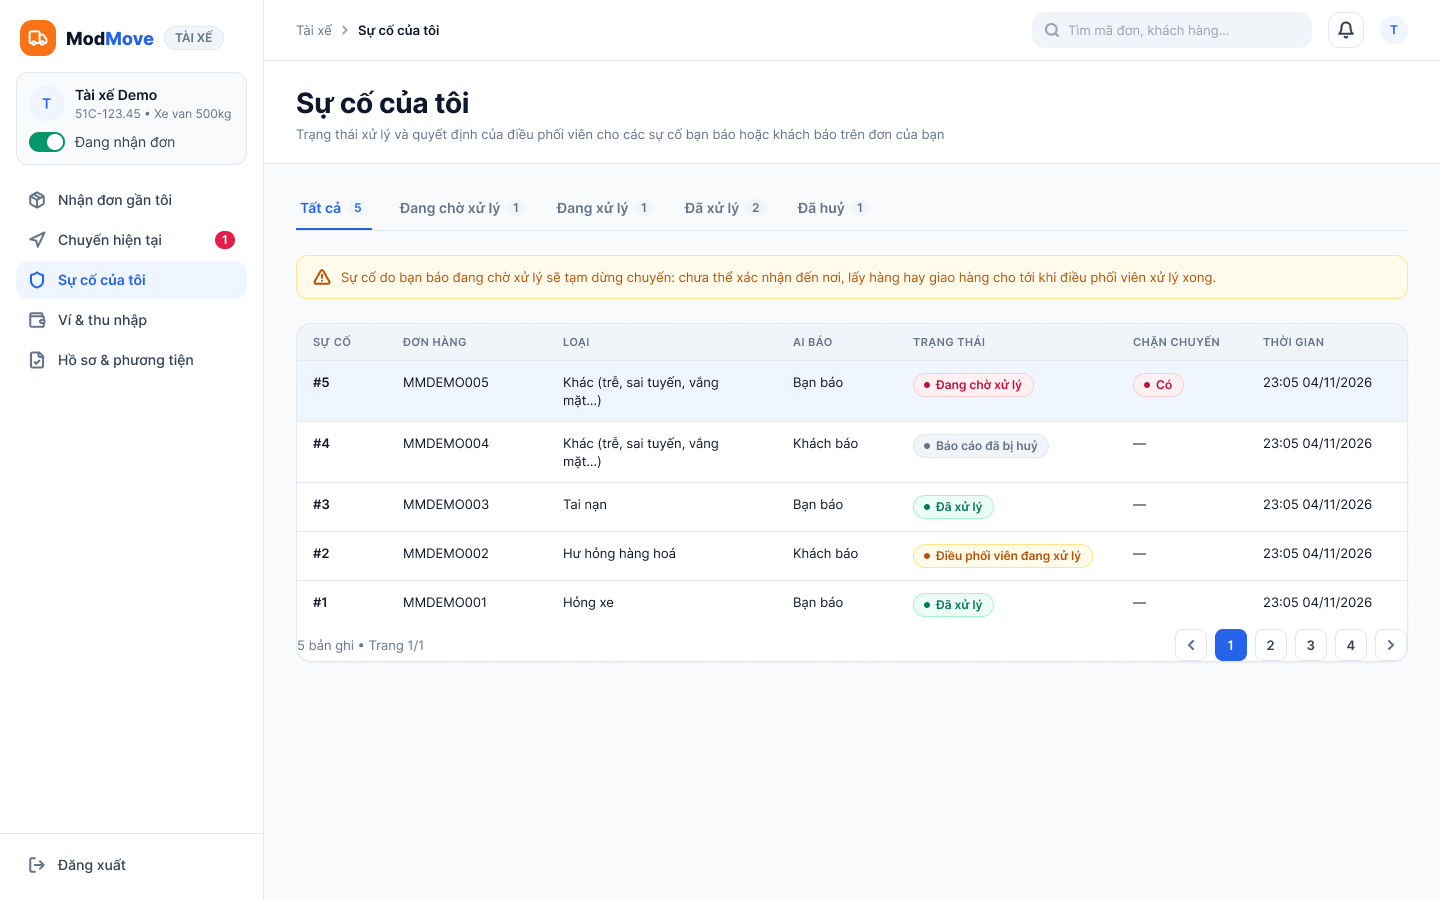 ModMove TÀI XẾ
T Tài xế Demo
51C-123.45 • Xe van 500kg
Đang nhận đơn
Nhận đơn gần tôi
Chuyến hiện tại 1
Sự cố của tôi
Ví & thu nhập
Hồ sơ & phương tiện
Đăng xuất
Tài xế Sự cố của tôi
Tìm mã đơn, khách hàng...
T
Sự cố của tôi
Trạng thái xử lý và quyết định của điều phối viên cho các sự cố bạn báo hoặc khách báo trên đơn của bạn
Tất cả 5 Đang chờ xử lý 1 Đang xử lý 1 Đã xử lý 2 Đã huỷ 1
Sự cố do bạn báo đang chờ xử lý sẽ tạm dừng chuyến: chưa thể xác nhận đến nơi, lấy hàng hay giao hàng cho tới khi điều phối viên xử lý xong.
SỰ CỐ ĐƠN HÀNG LOẠI AI BÁO TRẠNG THÁI CHẶN CHUYẾN THỜI GIAN
#5 MMDEMO005 Khác (trễ, sai tuyến, vắng mặt...) Bạn báo Đang chờ xử lý Có 23:05 04/11/2026
#4 MMDEMO004 Khác (trễ, sai tuyến, vắng mặt...) Khách báo Báo cáo đã bị huỷ — 23:05 04/11/2026
#3 MMDEMO003 Tai nạn Bạn báo Đã xử lý — 23:05 04/11/2026
#2 MMDEMO002 Hư hỏng hàng hoá Khách báo Điều phối viên đang xử lý — 23:05 04/11/2026
#1 MMDEMO001 Hỏng xe Bạn báo Đã xử lý — 23:05 04/11/2026
5 bản ghi • Trang 1/1 1 2 3 4